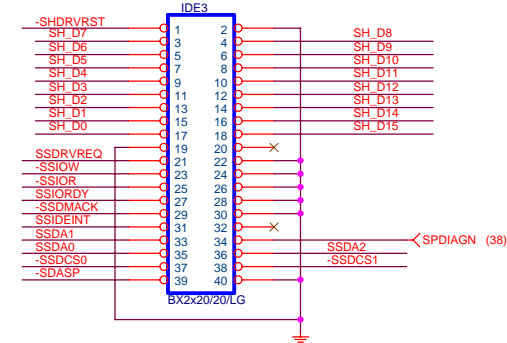 IDE3
-SHDRVRST 1 2
SH_D7 3 4 SH_D8
SH_D6 5 6 SH_D9
SH_D5 7 8 SH_D10
SH_D4 9 10 SH_D11
SH_D3 11 12 SH_D12
SH_D2 13 14 SH_D13
SH_D1 15 16 SH_D14
SH_D0 17 18 SH_D15
19 20
SSDRVREQ 21 22
-SSIOW 23 24
-SSIOR 25 26
SSIORDY 27 28
-SSDMACK 29 30
SSIDEINT 31 32
SSDA1 33 34 SPDIAGN (38)
SSDA0 35 36 SSDA2
-SSDCS0 37 38 -SSDCS1
-SDASP 39 40
BX2x20/20/LG